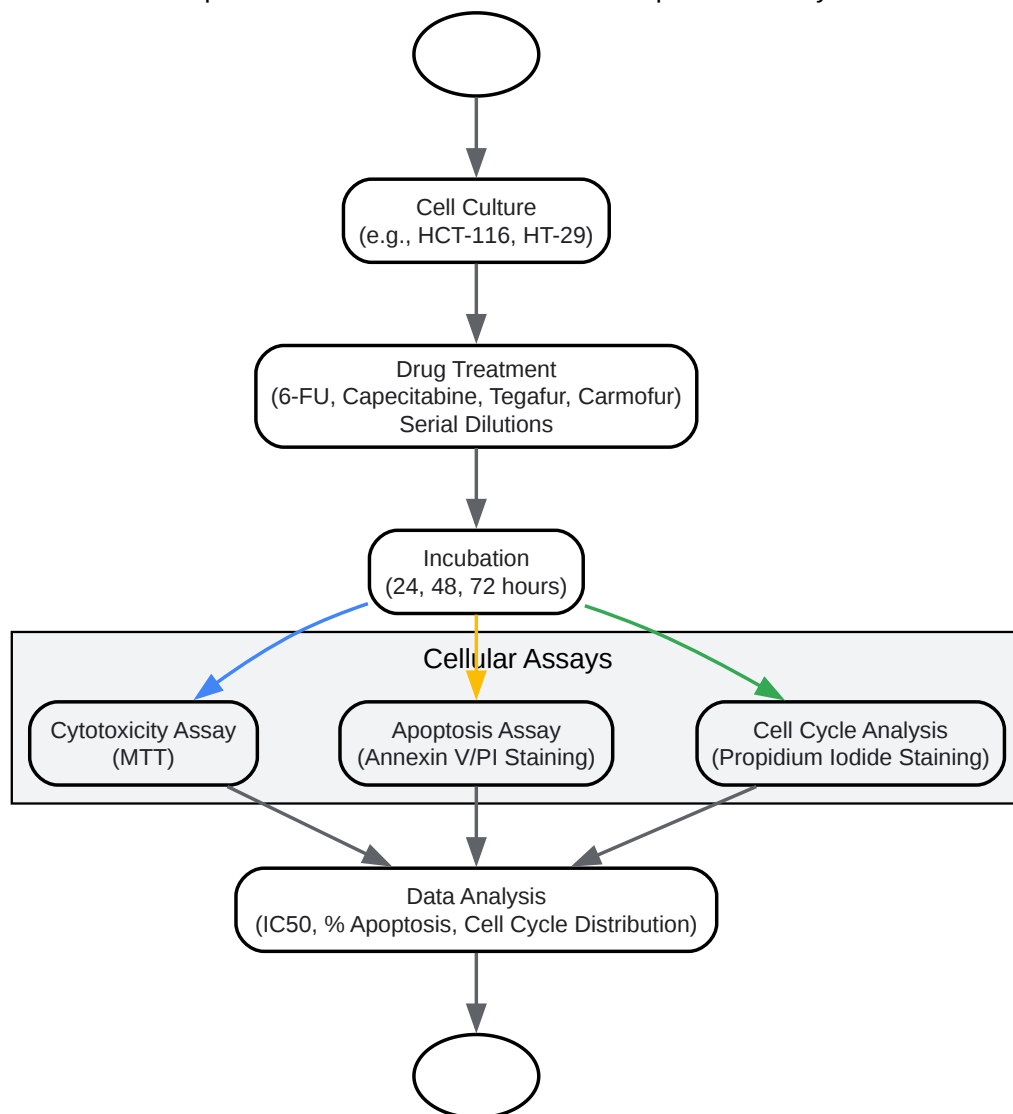 Cell Culture
(e.g., HCT-116, HT-29)
Drug Treatment
(6-FU, Capecitabine, Tegafur, Carmofur)
Serial Dilutions
Incubation
(24, 48, 72 hours)
Cellular Assays
Cytotoxicity Assay
(MTT)
Apoptosis Assay
(Annexin V/PI Staining)
Cell Cycle Analysis
(Propidium Iodide Staining)
Data Analysis
(IC50, % Apoptosis, Cell Cycle Distribution)